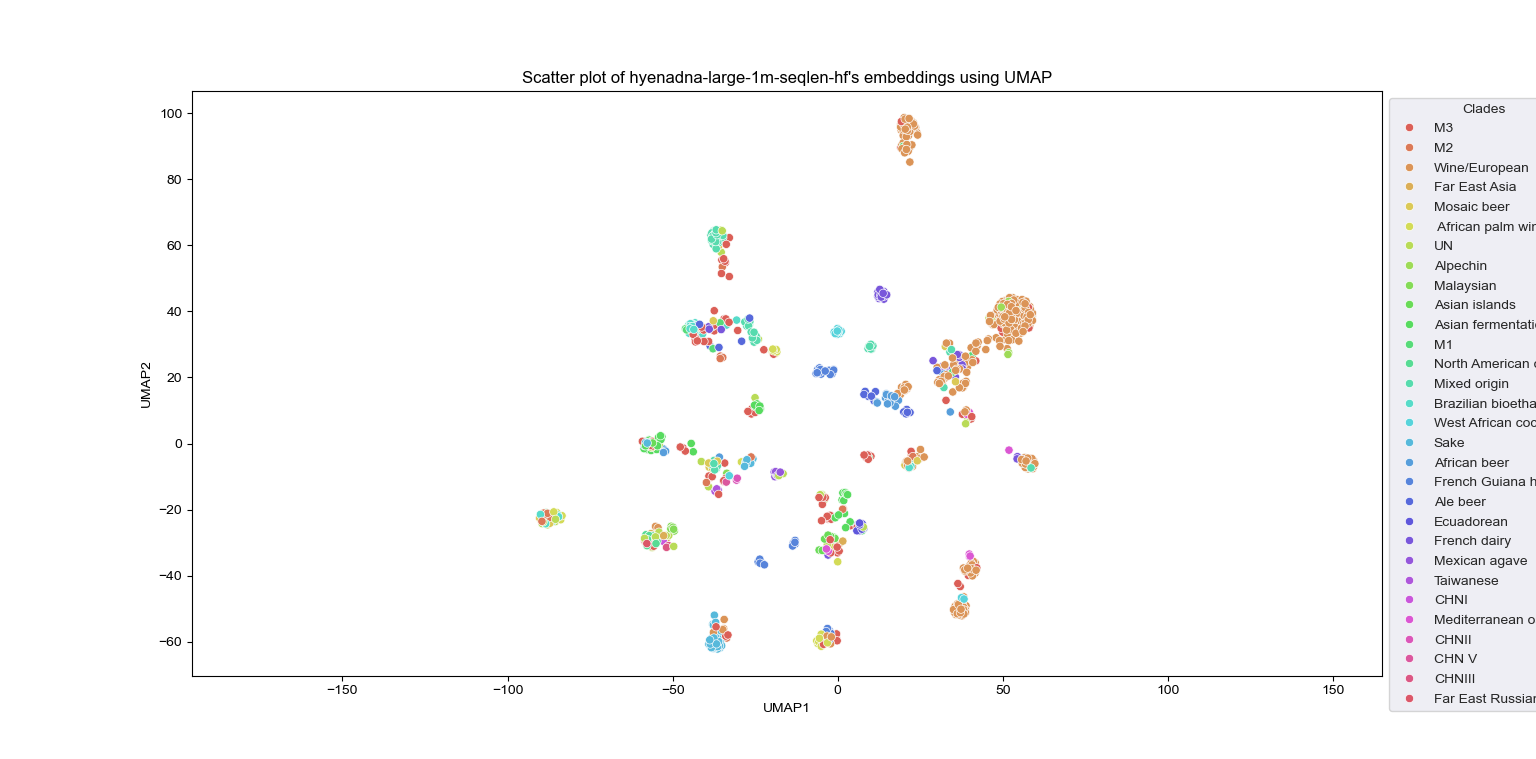 Scatter plot of hyenadna-large-1m-seqlen-hf's embeddings using UMAP
100
80
60
40
20
0
−20
−40
−60
UMAP2
−150
−100
−50
0
50
100
150
UMAP1
Clades
M3
M2
Wine/European
Far East Asia
Mosaic beer
African palm wir
UN
Alpechin
Malaysian
Asian islands
Asian fermentati
M1
North American o
Mixed origin
Brazilian bioetha
West African coc
Sake
African beer
French Guiana h
Ale beer
Ecuadorean
French dairy
Mexican agave
Taiwanese
CHNI
Mediterranean o
CHNII
CHN V
CHNIII
Far East Russian